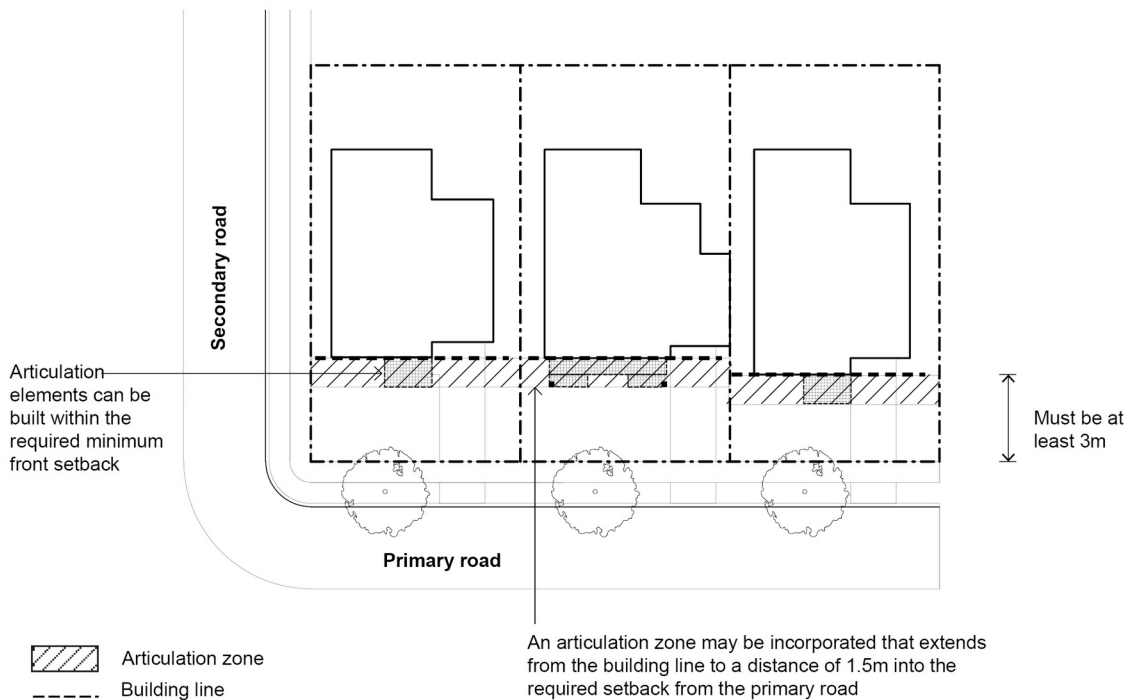 Secondary road
Articulation
elements can be
built within the
required minimum
front setback
Must be at
least 3m
Primary road
An articulation zone may be incorporated that extends
from the building line to a distance of 1.5m into the
required setback from the primary road
Articulation zone
Building line